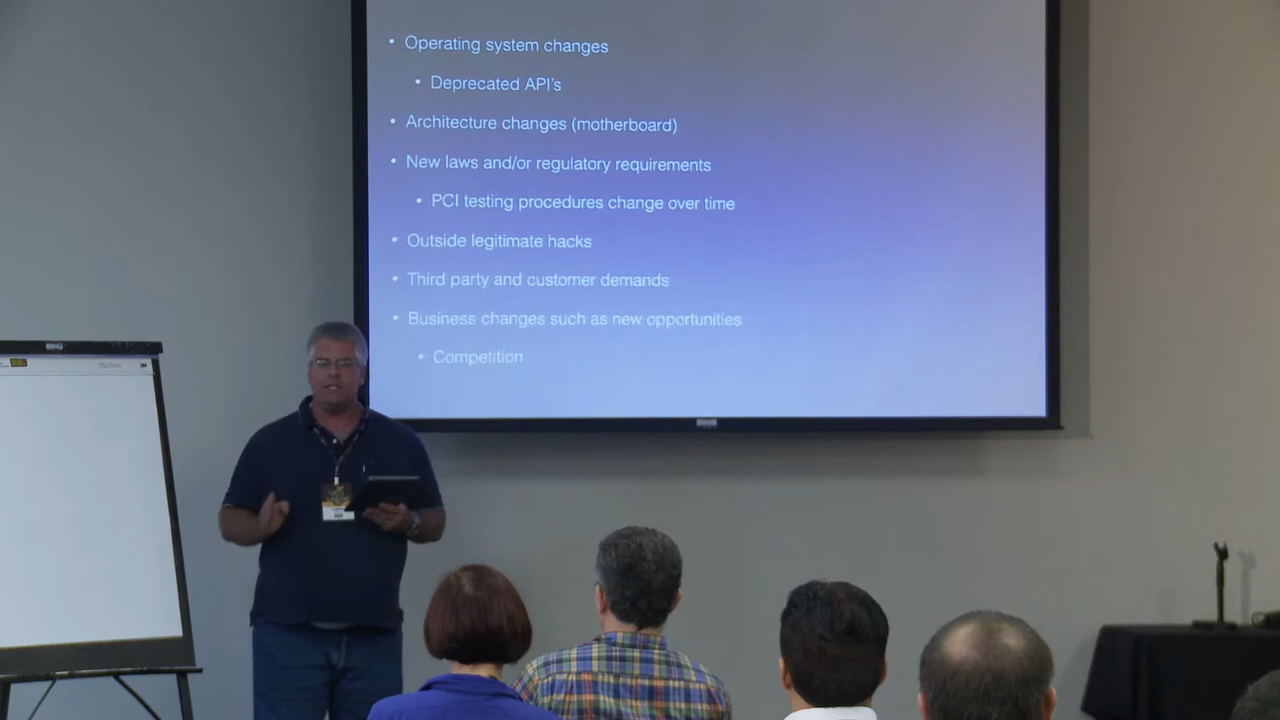 • Operating system changes
• Deprecated API's
• Architecture changes (motherboard)
• New laws and/or regulatory requirements
• PCI testing procedures change over time
• Outside legitimate hacks
• Third party and customer demands
• Business changes such as new opportunities
• Competition